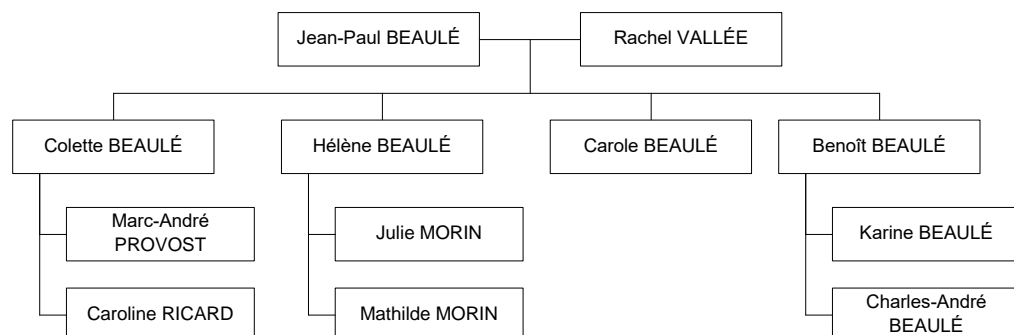 Jean-Paul BEAULÉ
Rachel VALLÉE
Colette BEAULÉ
Hélène BEAULÉ
Carole BEAULÉ
Benoît BEAULÉ
Marc-André
PROVOST
Julie MORIN
Karine BEAULÉ
Caroline RICARD
Mathilde MORIN
Charles-André
BEAULÉ